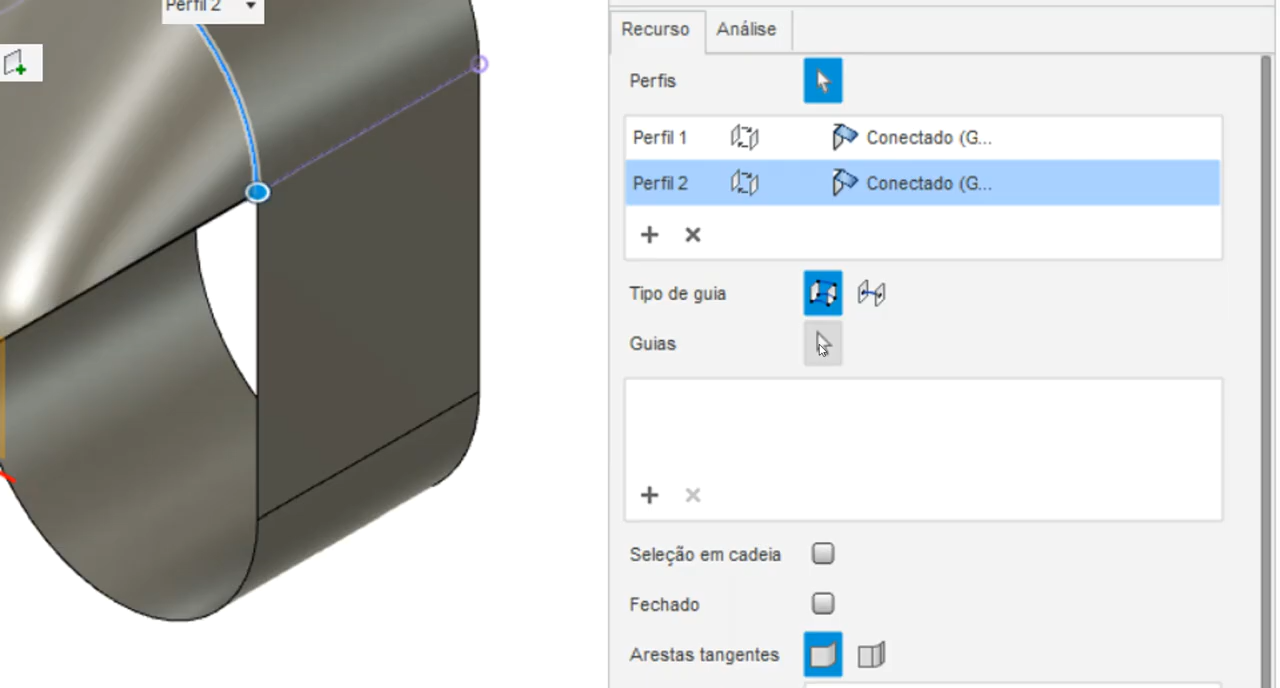 Perfil 2
Recurso
Análise
Perfis
Perfil 1
Conectado (G...
Perfil 2
Conectado (G...
Tipo de guia
Guias
Seleção em cadeia
Fechado
Arestas tangentes